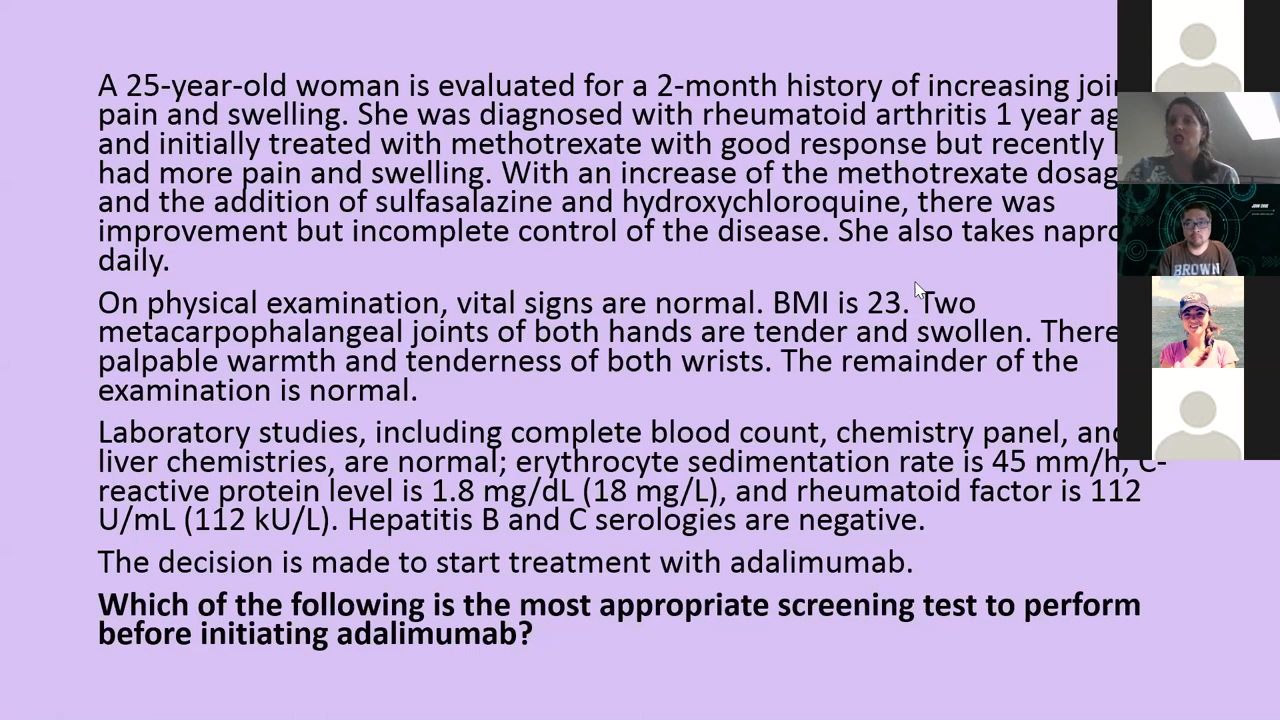 A 25-year-old woman is evaluated for a 2-month history of increasing
pain and swelling. She was diagnosed with rheumatoid arthritis 1 year
and initially treated with methotrexate with good response but recently
had more pain and swelling. With an increase of the methotrexate
and the addition of sulfasalazine and hydroxychloroquine, there was
improvement but incomplete control of the disease. She also takes
daily.
On physical examination, vital signs are normal. BMI is 23. Two
metacarpophalangeal joints of both hands are tender and swollen. There
palpable warmth and tenderness of both wrists. The remainder of the
examination is normal.
Laboratory studies, including complete blood count, chemistry panel,
liver chemistries, are normal; erythrocyte sedimentation rate is 45 mm/h, C-
reactive protein level is 1.8 mg/dL (18 mg/L), and rheumatoid factor is 112
U/mL (112 kU/L). Hepatitis B and C serologies are negative.
The decision is made to start treatment with adalimumab.
Which of the following is the most appropriate screening test to perform
before initiating adalimumab?
BROWN